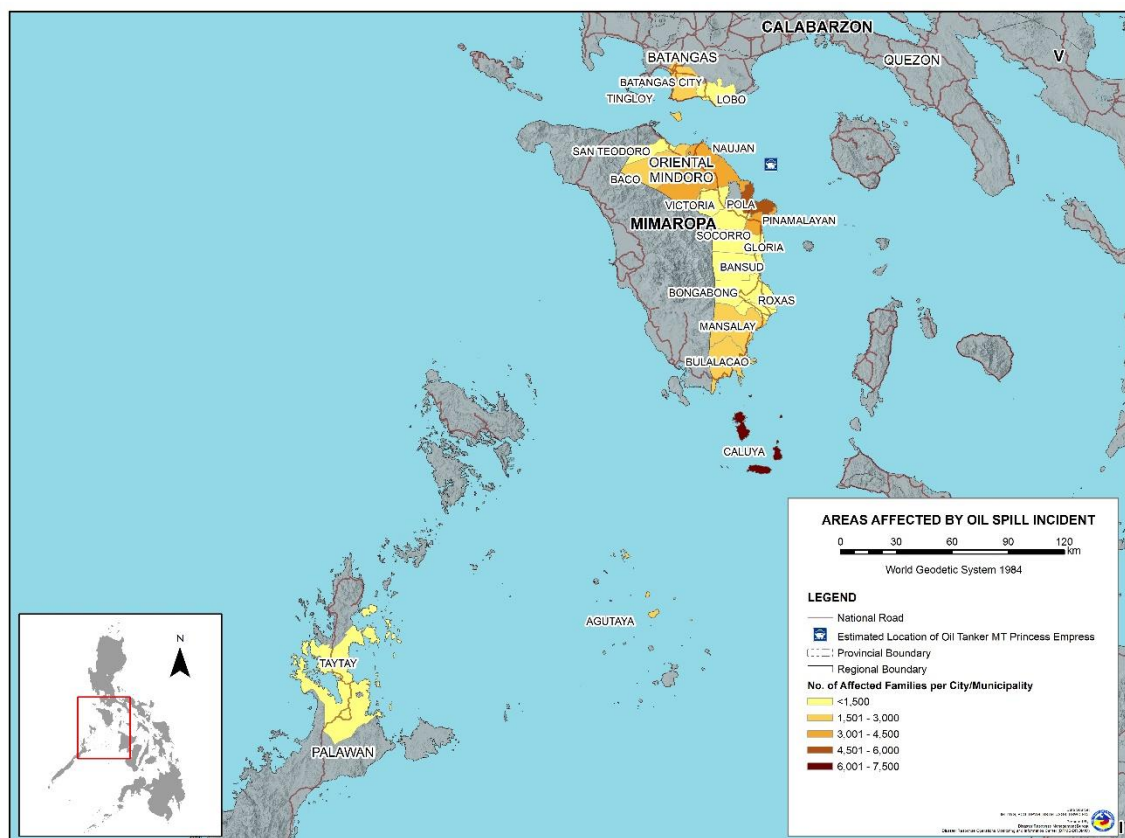 CALABARZON
BATANGAS
QUEZON
V
BATANGAS CITY
TINGLOY
LOBO
SAN TEODORO
NAUJAN
ORIENTAL
MINDORO
BACO
VICTORIA
POLA
MIMAROPA
PINAMALAYAN
SOCORRO
GLORIA
BANSUD
BONGABONG
ROXAS
MANSALAY
BULALACAO
CALUYA
AGUTAYA
TAYTAY
PALAWAN
N
AREAS AFFECTED BY OIL SPILL INCIDENT
0 30 60 90 120
km
World Geodetic System 1984
LEGEND
National Road
Estimated Location of Oil Tanker MT Princess Empress
Provincial Boundary
Regional Boundary
No. of Affected Families per City/Municipality
<1,500
1,501 - 3,000
3,001 - 4,500
4,501 - 6,000
6,001 - 7,500